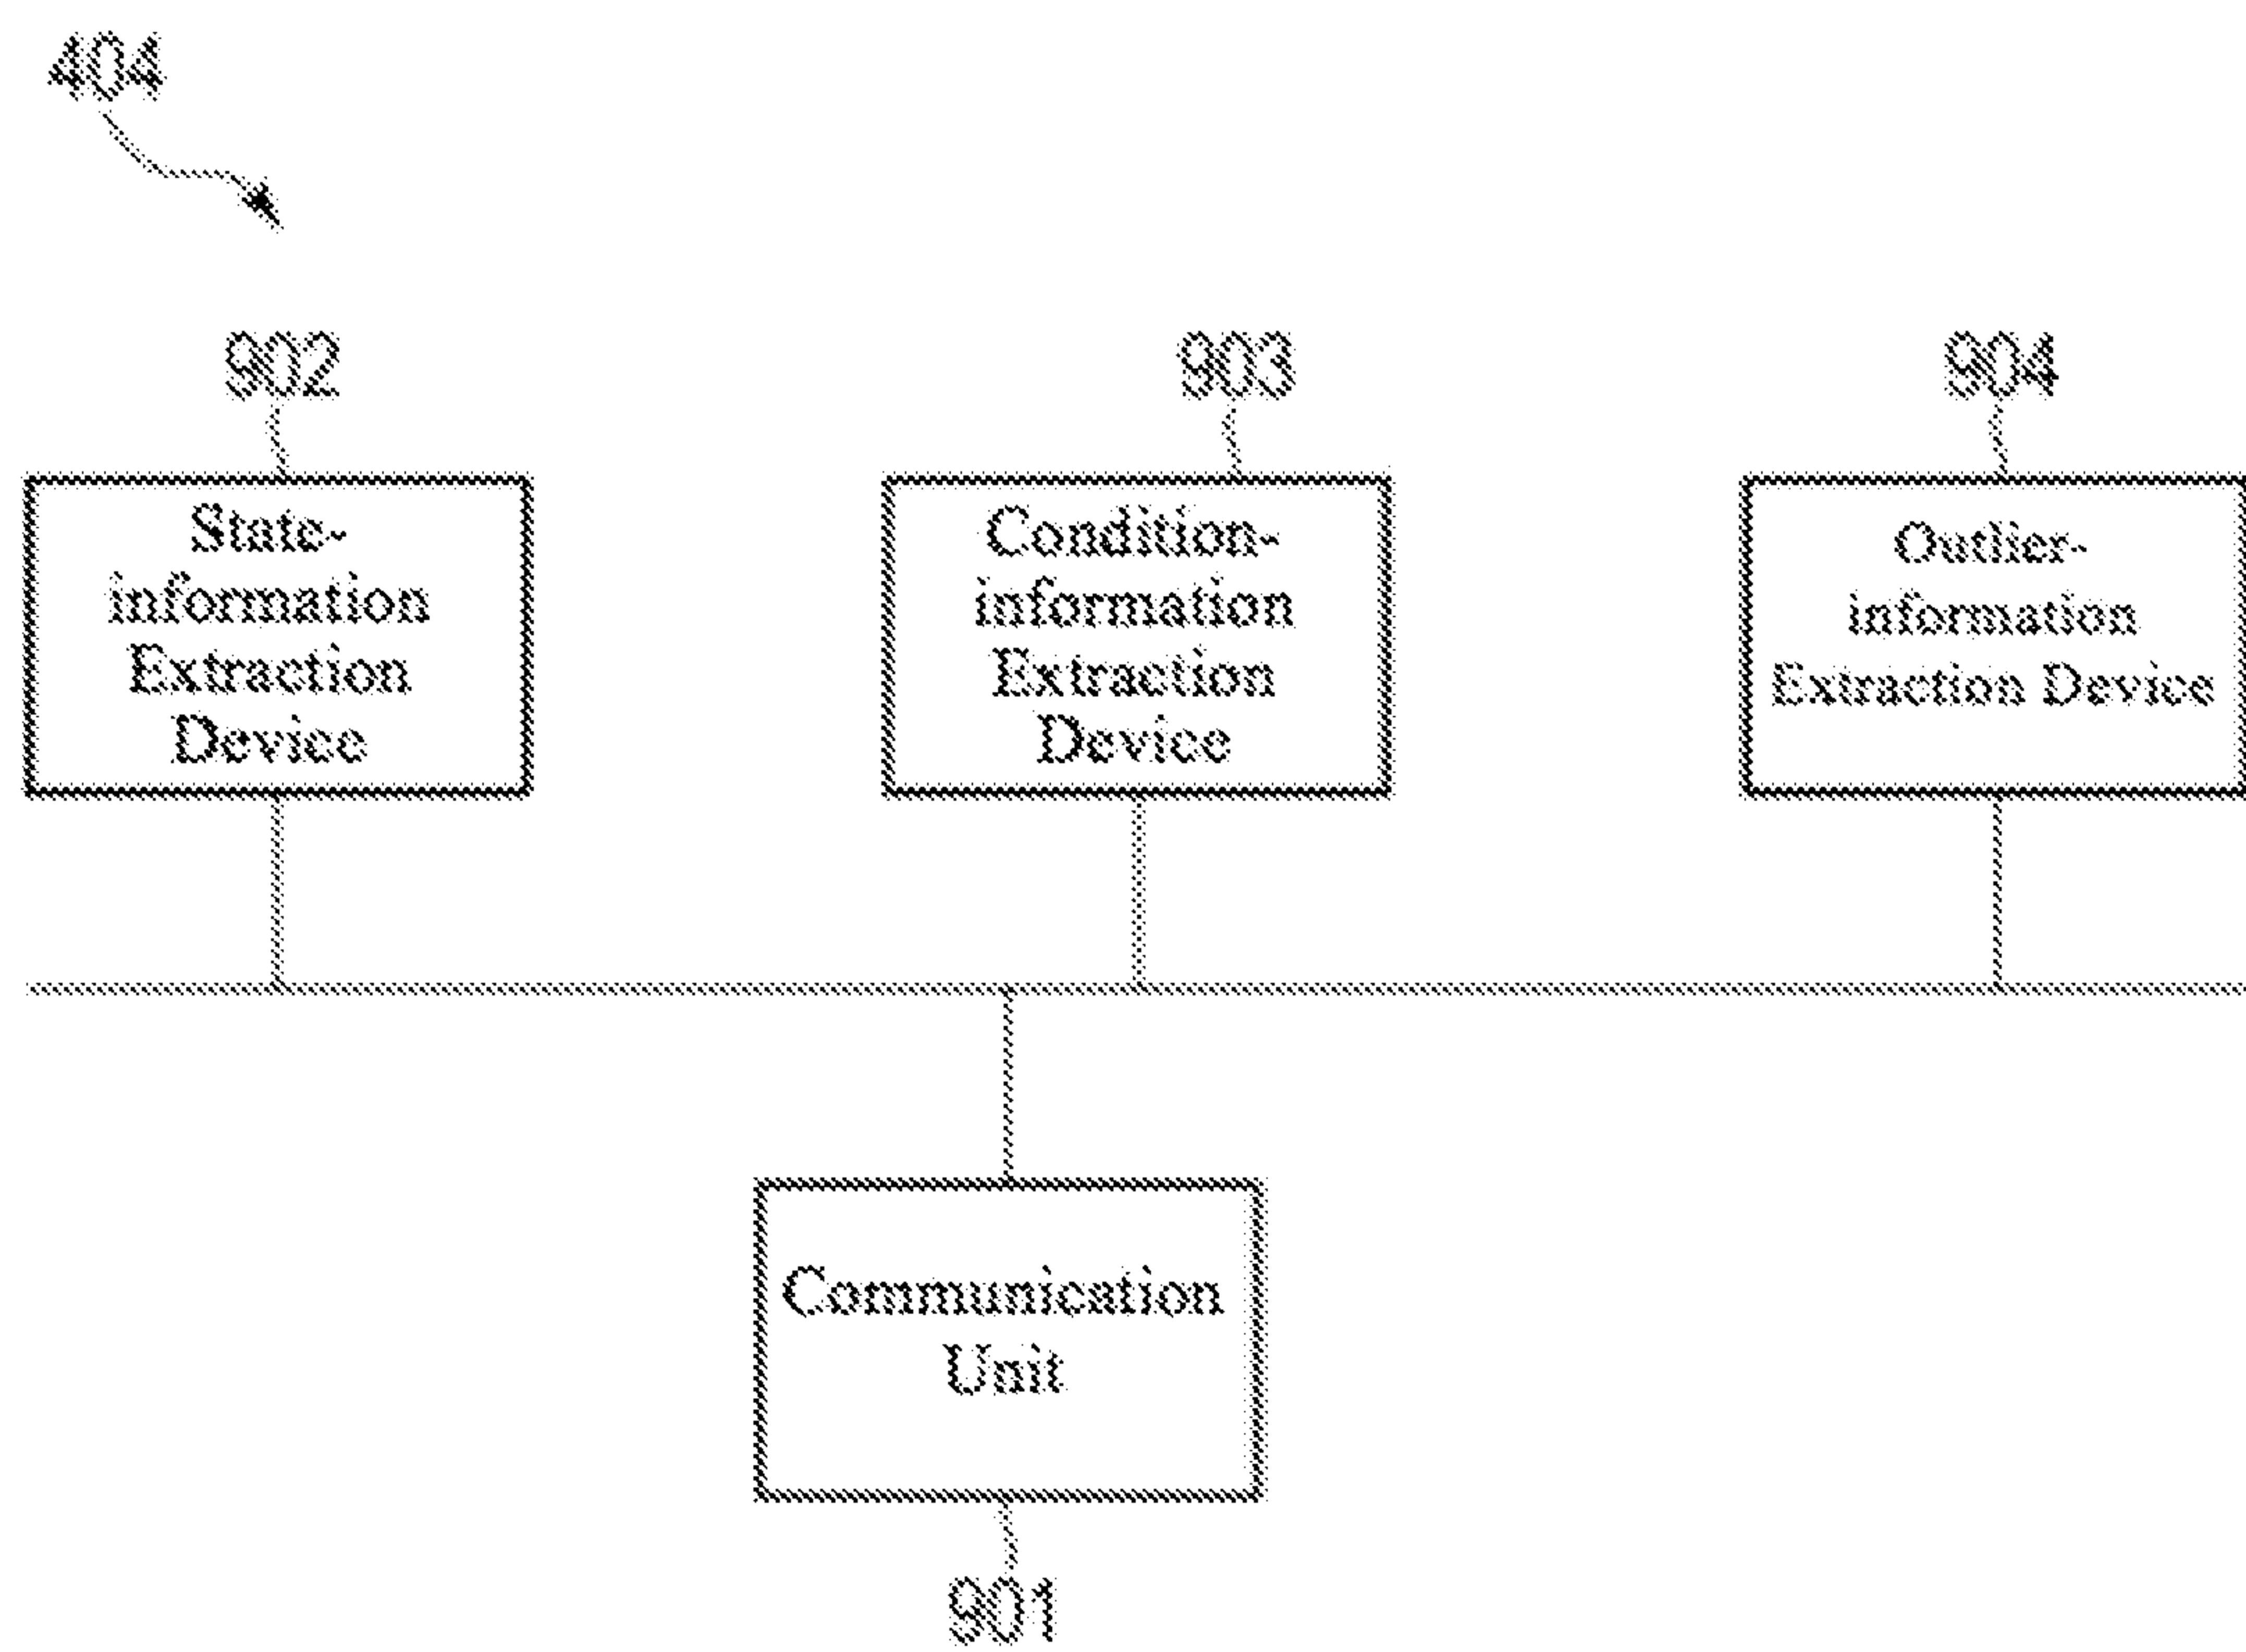 404
902
903
904
State-
information
Extraction
Device
Condition-
information
Extraction
Device
Outlier-
information
Extraction Device
Communication
Unit
901